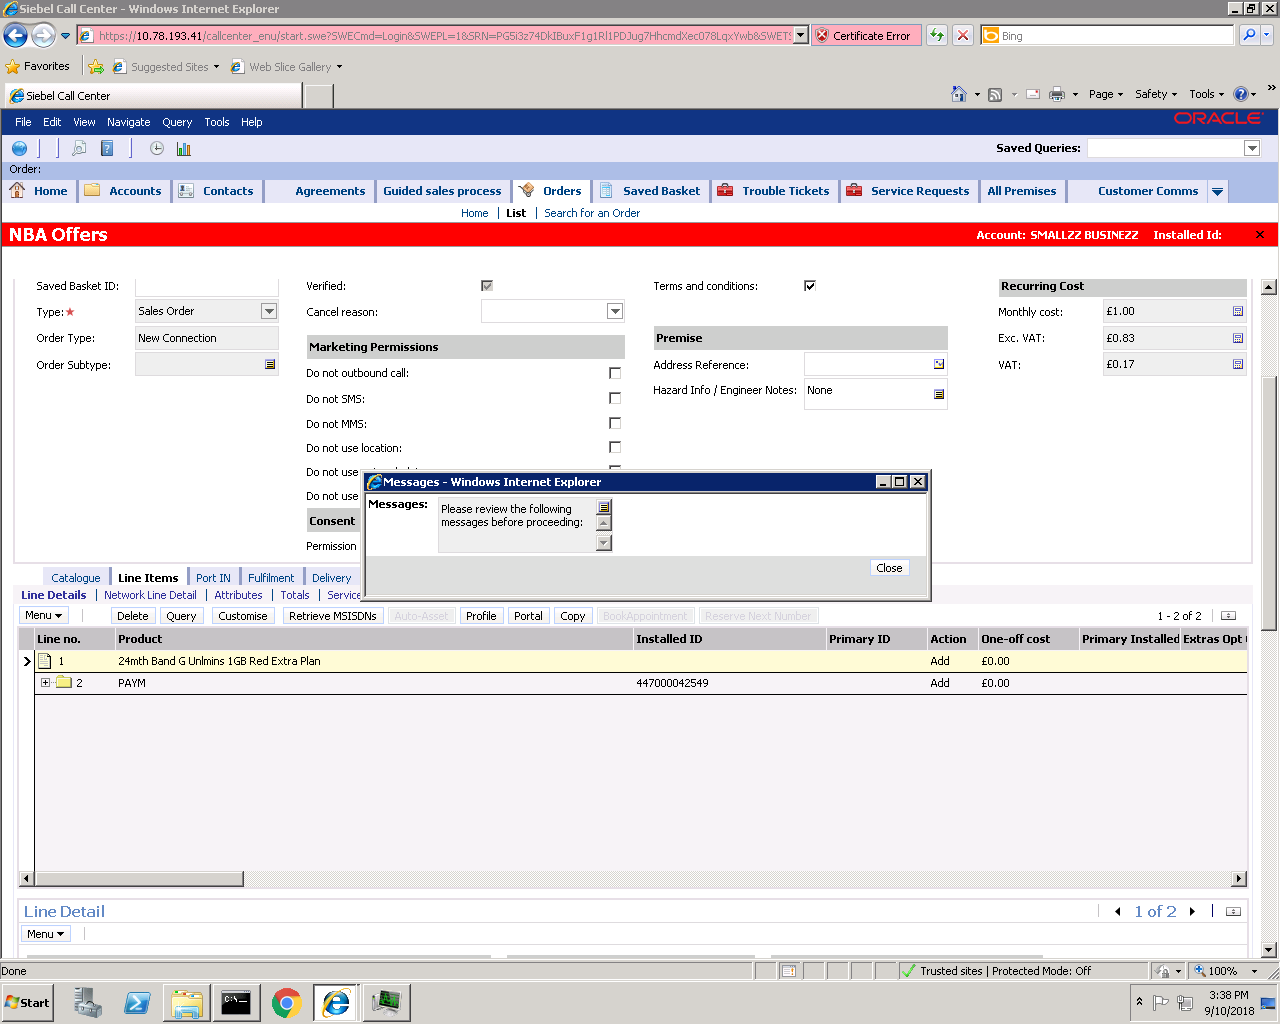 Siebel Call Center - Windows Internet Explorer
https://10.78.193.41/callcenter_enu/start.swe?SWECmd=Login&SWEPL=1&SRN= Certificate Error Bing
Favorites Suggested Sites Web Slice Gallery
Siebel Call Center Page Safety Tools
File Edit View Navigate Query Tools Help ORACLE
Saved Queries:
Order:
Home Accounts Contacts Agreements Guided sales process Orders Saved Basket Trouble Tickets Service Requests All Premises Customer Comms
Home List Search for an Order
NBA Offers Account: SMALLZZ BUSINEZZ Installed Id:
Saved Basket ID: Verified: Terms and conditions: Recurring Cost
Type: Sales Order Cancel reason: Monthly cost: £1.00
Order Type: New Connection Premise Exc. VAT: £0.83
Marketing Permissions
Order Subtype: Address Reference: VAT: £0.17
Do not outbound call:
Hazard Info / Engineer Notes: None
Do not SMS:
Do not MMS:
Do not use location:
Do not use
Messages - Windows Internet Explorer
Do not use
Messages: Please review the following
messages before proceeding:
Consent
Permission
Close
Catalogue Line Items Port IN Fulfilment Delivery
Line Details Network Line Detail Attributes Totals Service
Menu Delete Query Customise Retrieve MSISDNs Auto-Asset Profile Portal Copy BookAppointment Reserve Next Number 1 - 2 of 2
Line no. Product Installed ID Primary ID Action One-off cost Primary Installed Extras Opt
1 24mth Band G Unlmins 1GB Red Extra Plan Add £0.00
2 PAYM 447000042549 Add £0.00
Line Detail 1 of 2
Menu
Done Trusted sites | Protected Mode: Off 100%
Start 3:38 PM
9/10/2018